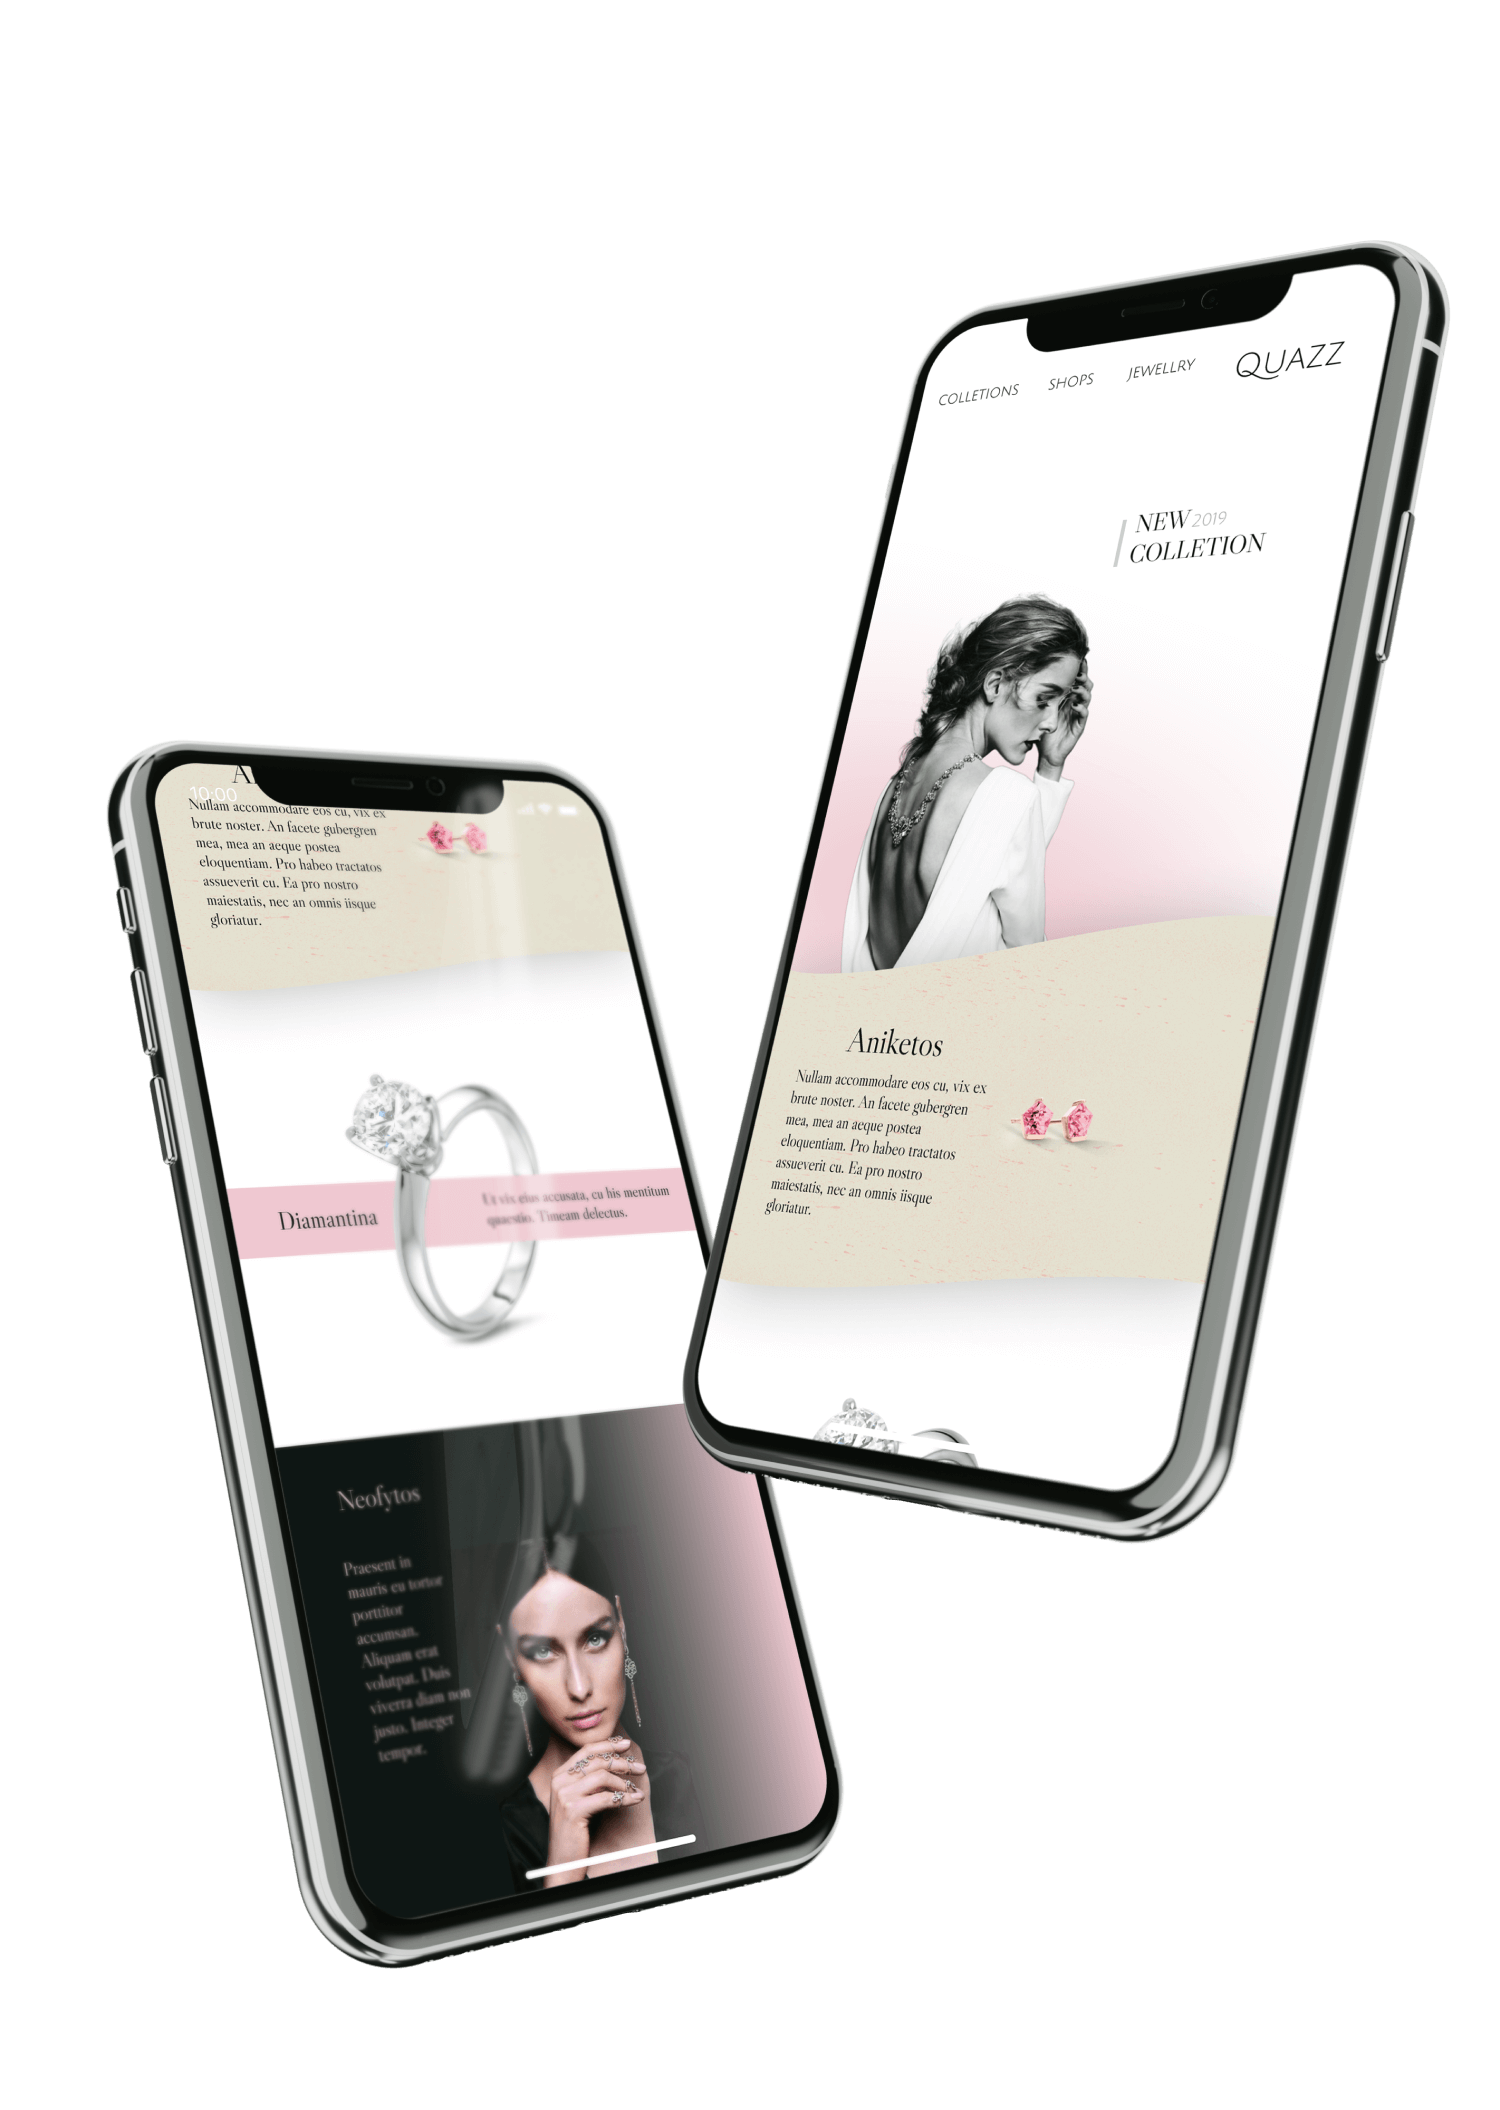 COLLETIONS SHOPS JEWELLRY QUAZZ
NEW 2019
COLLETION
Aniketos
Nullam accommodare eos cu, vix ex
brute noster. An facete gubergren
mea, mea an aeque postea
eloquentiam. Pro habeo tractatos
assueverit cu. Ea pro nostro
maiestatis, nec an omnis iisque
gloriatur.
10:00
Nullam accommodare eos cu, vix ex
brute noster. An facete gubergren
mea, mea an aeque postea
eloquentiam. Pro habeo tractatos
assueverit cu. Ea pro nostro
maiestatis, nec an omnis iisque
gloriatur.
Diamantina
Ut vix eius accusata, cu his mentitum
quaestio. Timeam delectus.
Neofytos
Praesent in
mauris eu tortor
porttitor
accumsan.
Aliquam erat
volutpat. Duis
viverra diam non
justo. Integer
tempor.